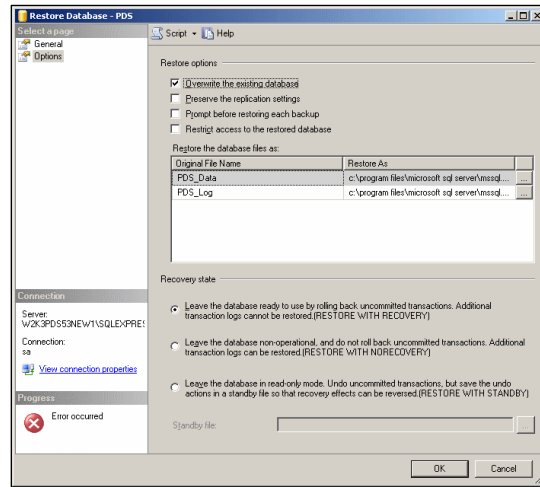 Restore Database - PDS
Select a page
General
Options
Script
Help
Restore options
Overwrite the existing database
Preserve the replication settings
Prompt before restoring each backup
Restrict access to the restored database
Restore the database files as:
Original File Name Restore As
PDS_Data c:\program files\microsoft sql server\mssql.... ...
PDS_Log c:\program files\microsoft sql server\mssql.... ...
Recovery state
Leave the database ready to use by rolling back uncommitted transactions. Additional
transaction logs cannot be restored.(RESTORE WITH RECOVERY)
Leave the database non-operational, and do not roll back uncommitted transactions. Additional
transaction logs can be restored.(RESTORE WITH NORECOVERY)
Leave the database in read-only mode. Undo uncommitted transactions, but save the undo
actions in a standby file so that recovery effects can be reversed.(RESTORE WITH STANDBY)
Standby file: ...
Connection
Server:
W2K3PDS53NEW1\SQLEXPRE
Connection:
sa
View connection properties
Progress
Error occurred
OK Cancel